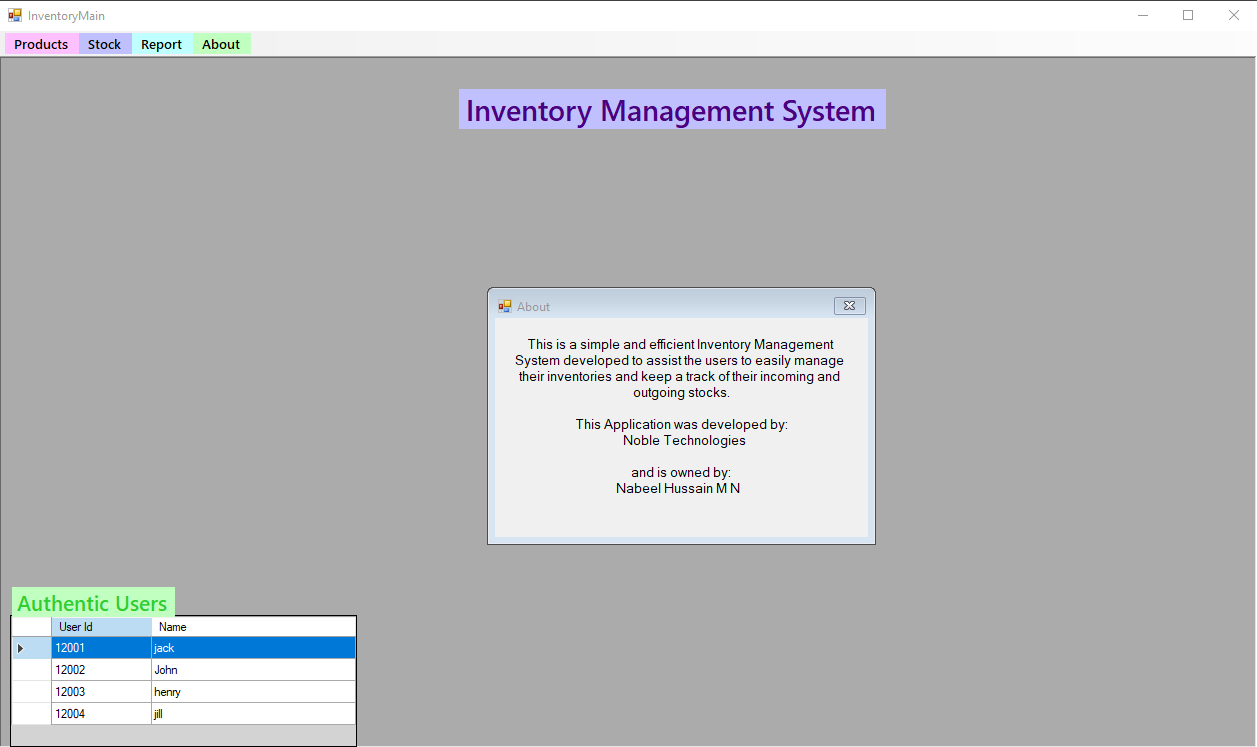 InventoryMain
Products Stock Report About
Inventory Management System
About
This is a simple and efficient Inventory Management
System developed to assist the users to easily manage
their inventories and keep a track of their incoming and
outgoing stocks.
This Application was developed by:
Noble Technologies
and is owned by:
Nabeel Hussain M N
Authentic Users
User Id Name
12001 jack
12002 John
12003 henry
12004 jill